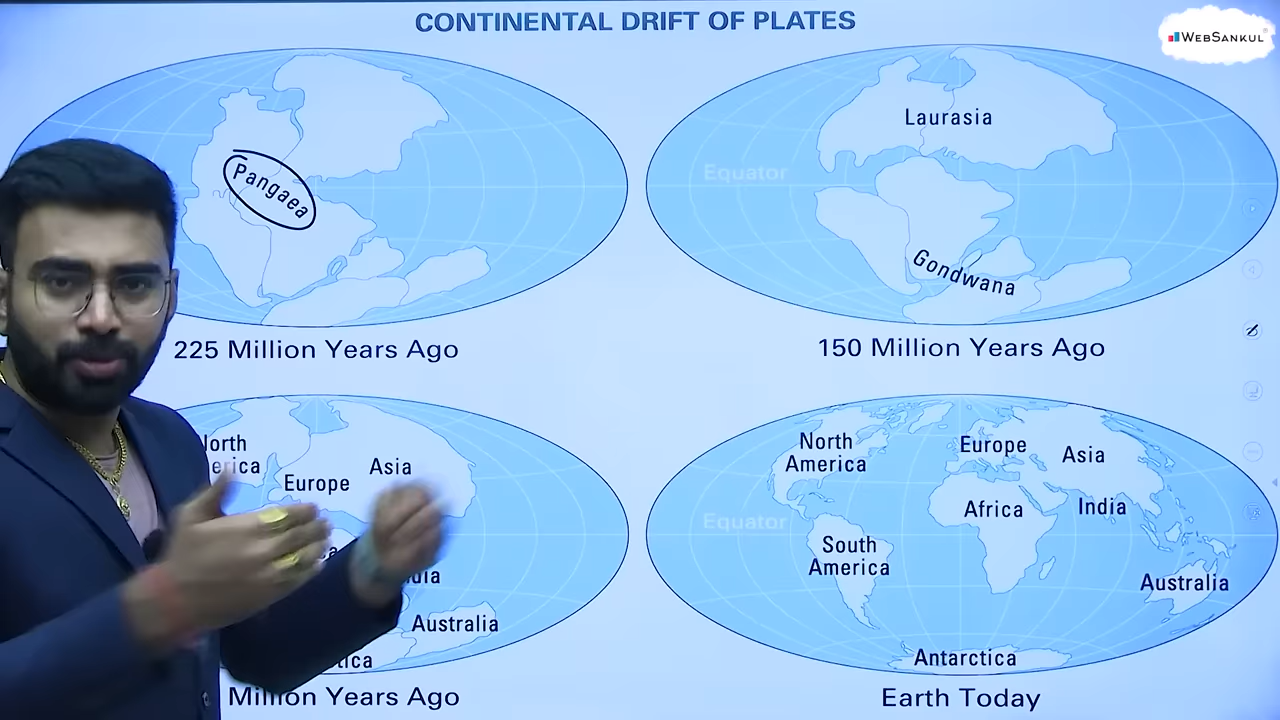 CONTINENTAL DRIFT OF PLATES
WEBSANKUL
Pangaea
225 Million Years Ago
Laurasia
Equator
Gondwana
150 Million Years Ago
Europe
Asia
Australia
Million Years Ago
North
America
Europe
Asia
Africa
India
Equator
South
America
Australia
Antarctica
Earth Today